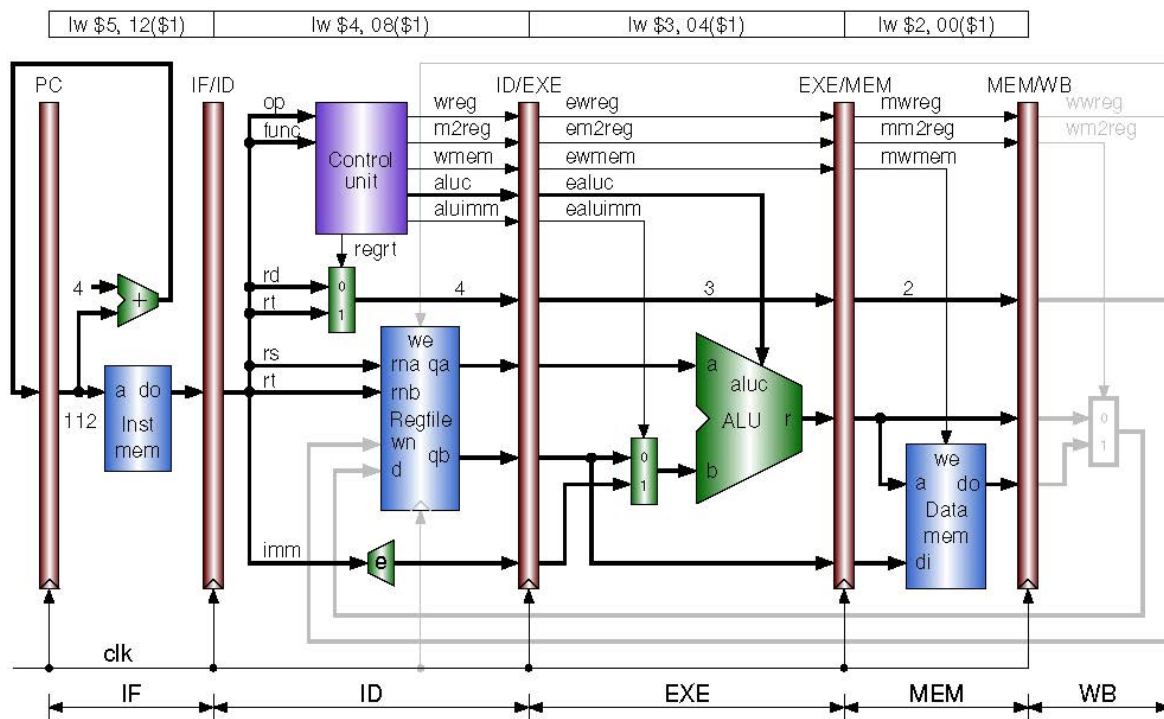 lw $5, 12($1) lw $4, 08($1) lw $3, 04($1) lw $2, 00($1)
PC IF/ID ID/EXE EXE/MEM MEM/WB
op wreg ewreg mwreg wwreg
func m2reg em2reg mm2reg wm2reg
Control unit
wmem ewmem mwmem
aluc ealuc
aluimm ealuimm
regrt
4 +
rd 0 4 3 2
rt 1
we
rs rna qa a
rt rnb
aluc
a do
112 Inst
mem
Regfile
ALU r
0
1
wn qb
d
0
1
b
we
a do
Data
mem
di
imm e
clk
IF ID EXE MEM WB